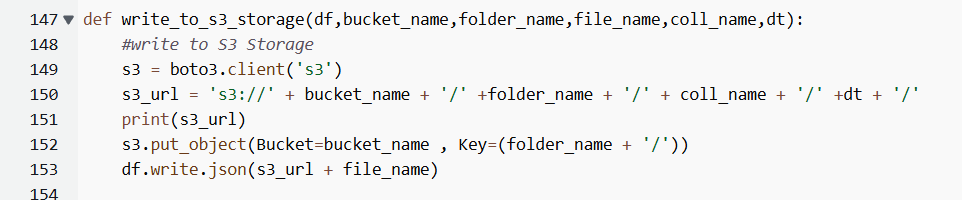 147 def write_to_s3_storage(df,bucket_name,folder_name,file_name,coll_name,dt):
148     #write to S3 Storage
149     s3 = boto3.client('s3')
150     s3_url = 's3://' + bucket_name + '/' +folder_name + '/' + coll_name + '/' +dt + '/'
151     print(s3_url)
152     s3.put_object(Bucket=bucket_name , Key=(folder_name + '/'))
153     df.write.json(s3_url + file_name)
154